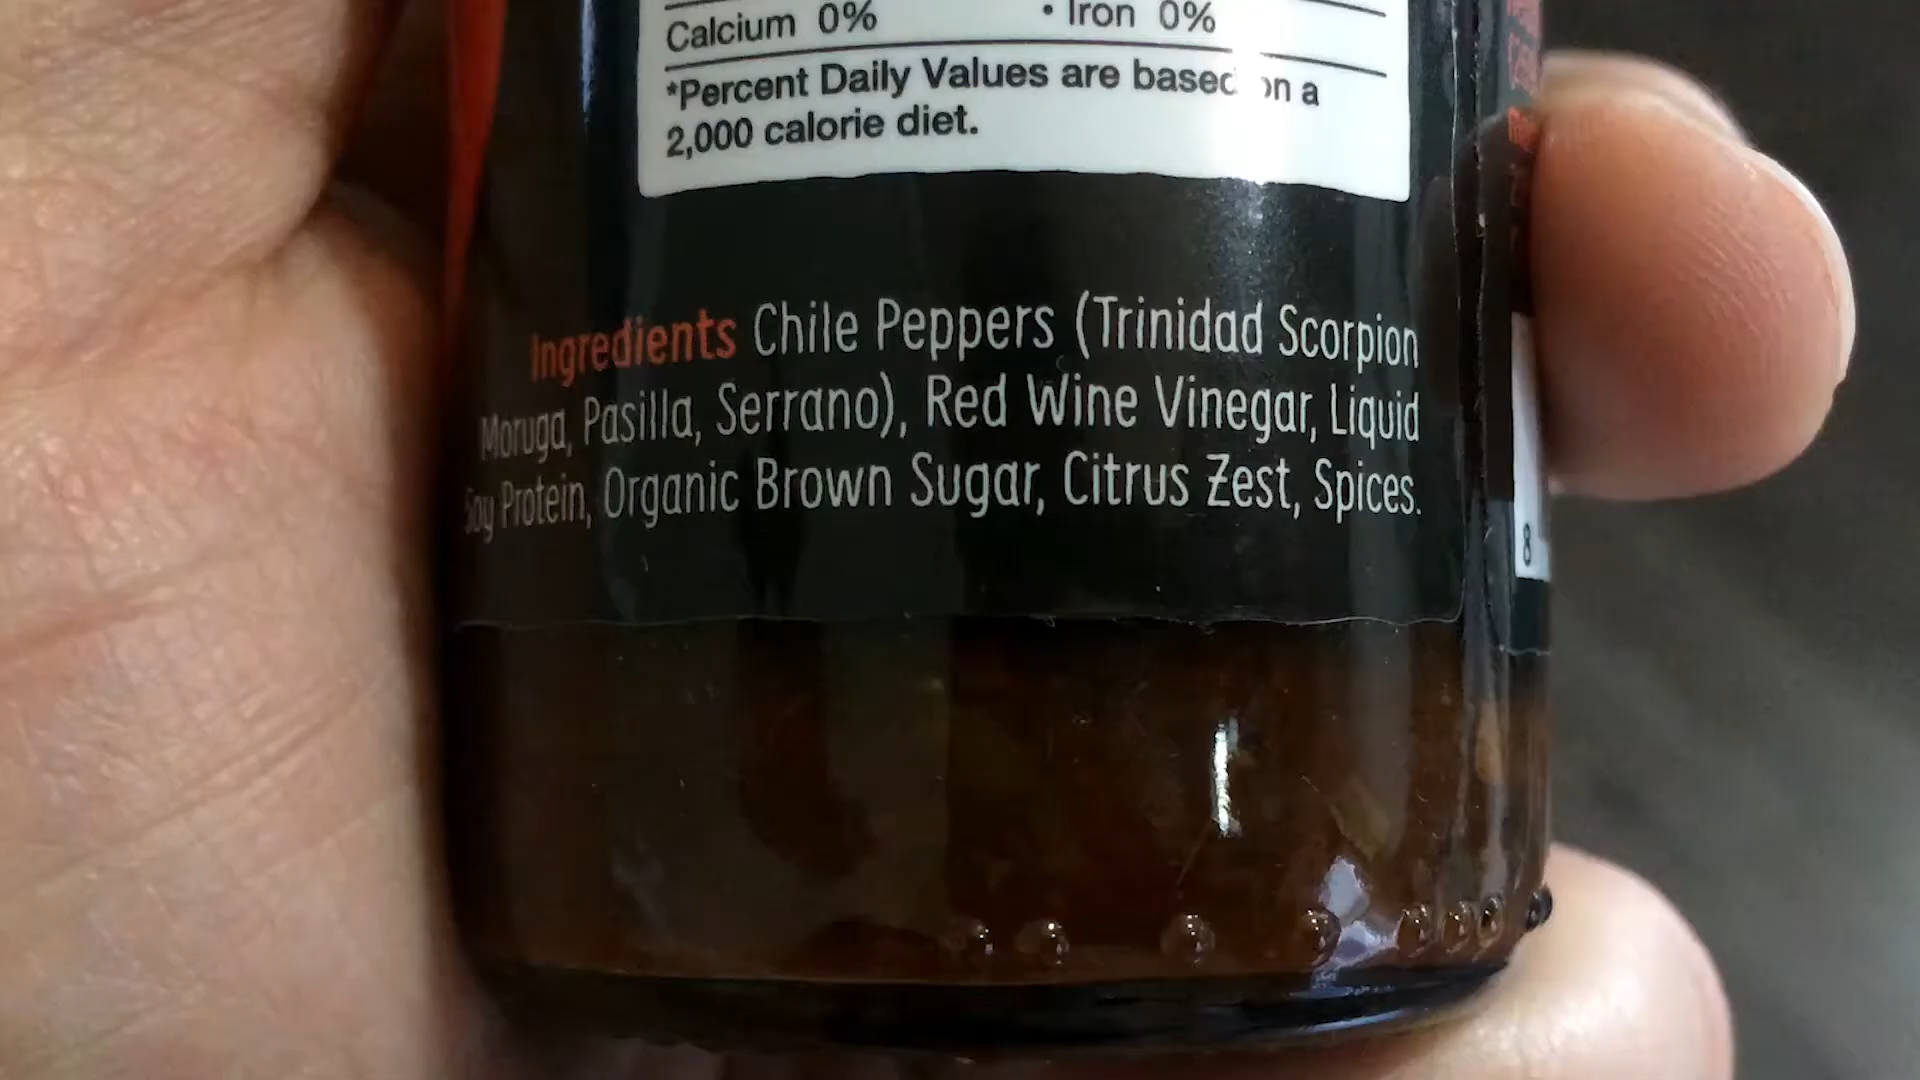 Calcium 0% • Iron 0%
*Percent Daily Values are based on a
2,000 calorie diet.
Ingredients Chile Peppers (Trinidad Scorpion
Moruga, Pasilla, Serrano), Red Wine Vinegar, Liquid
Soy Protein, Organic Brown Sugar, Citrus Zest, Spices.
8